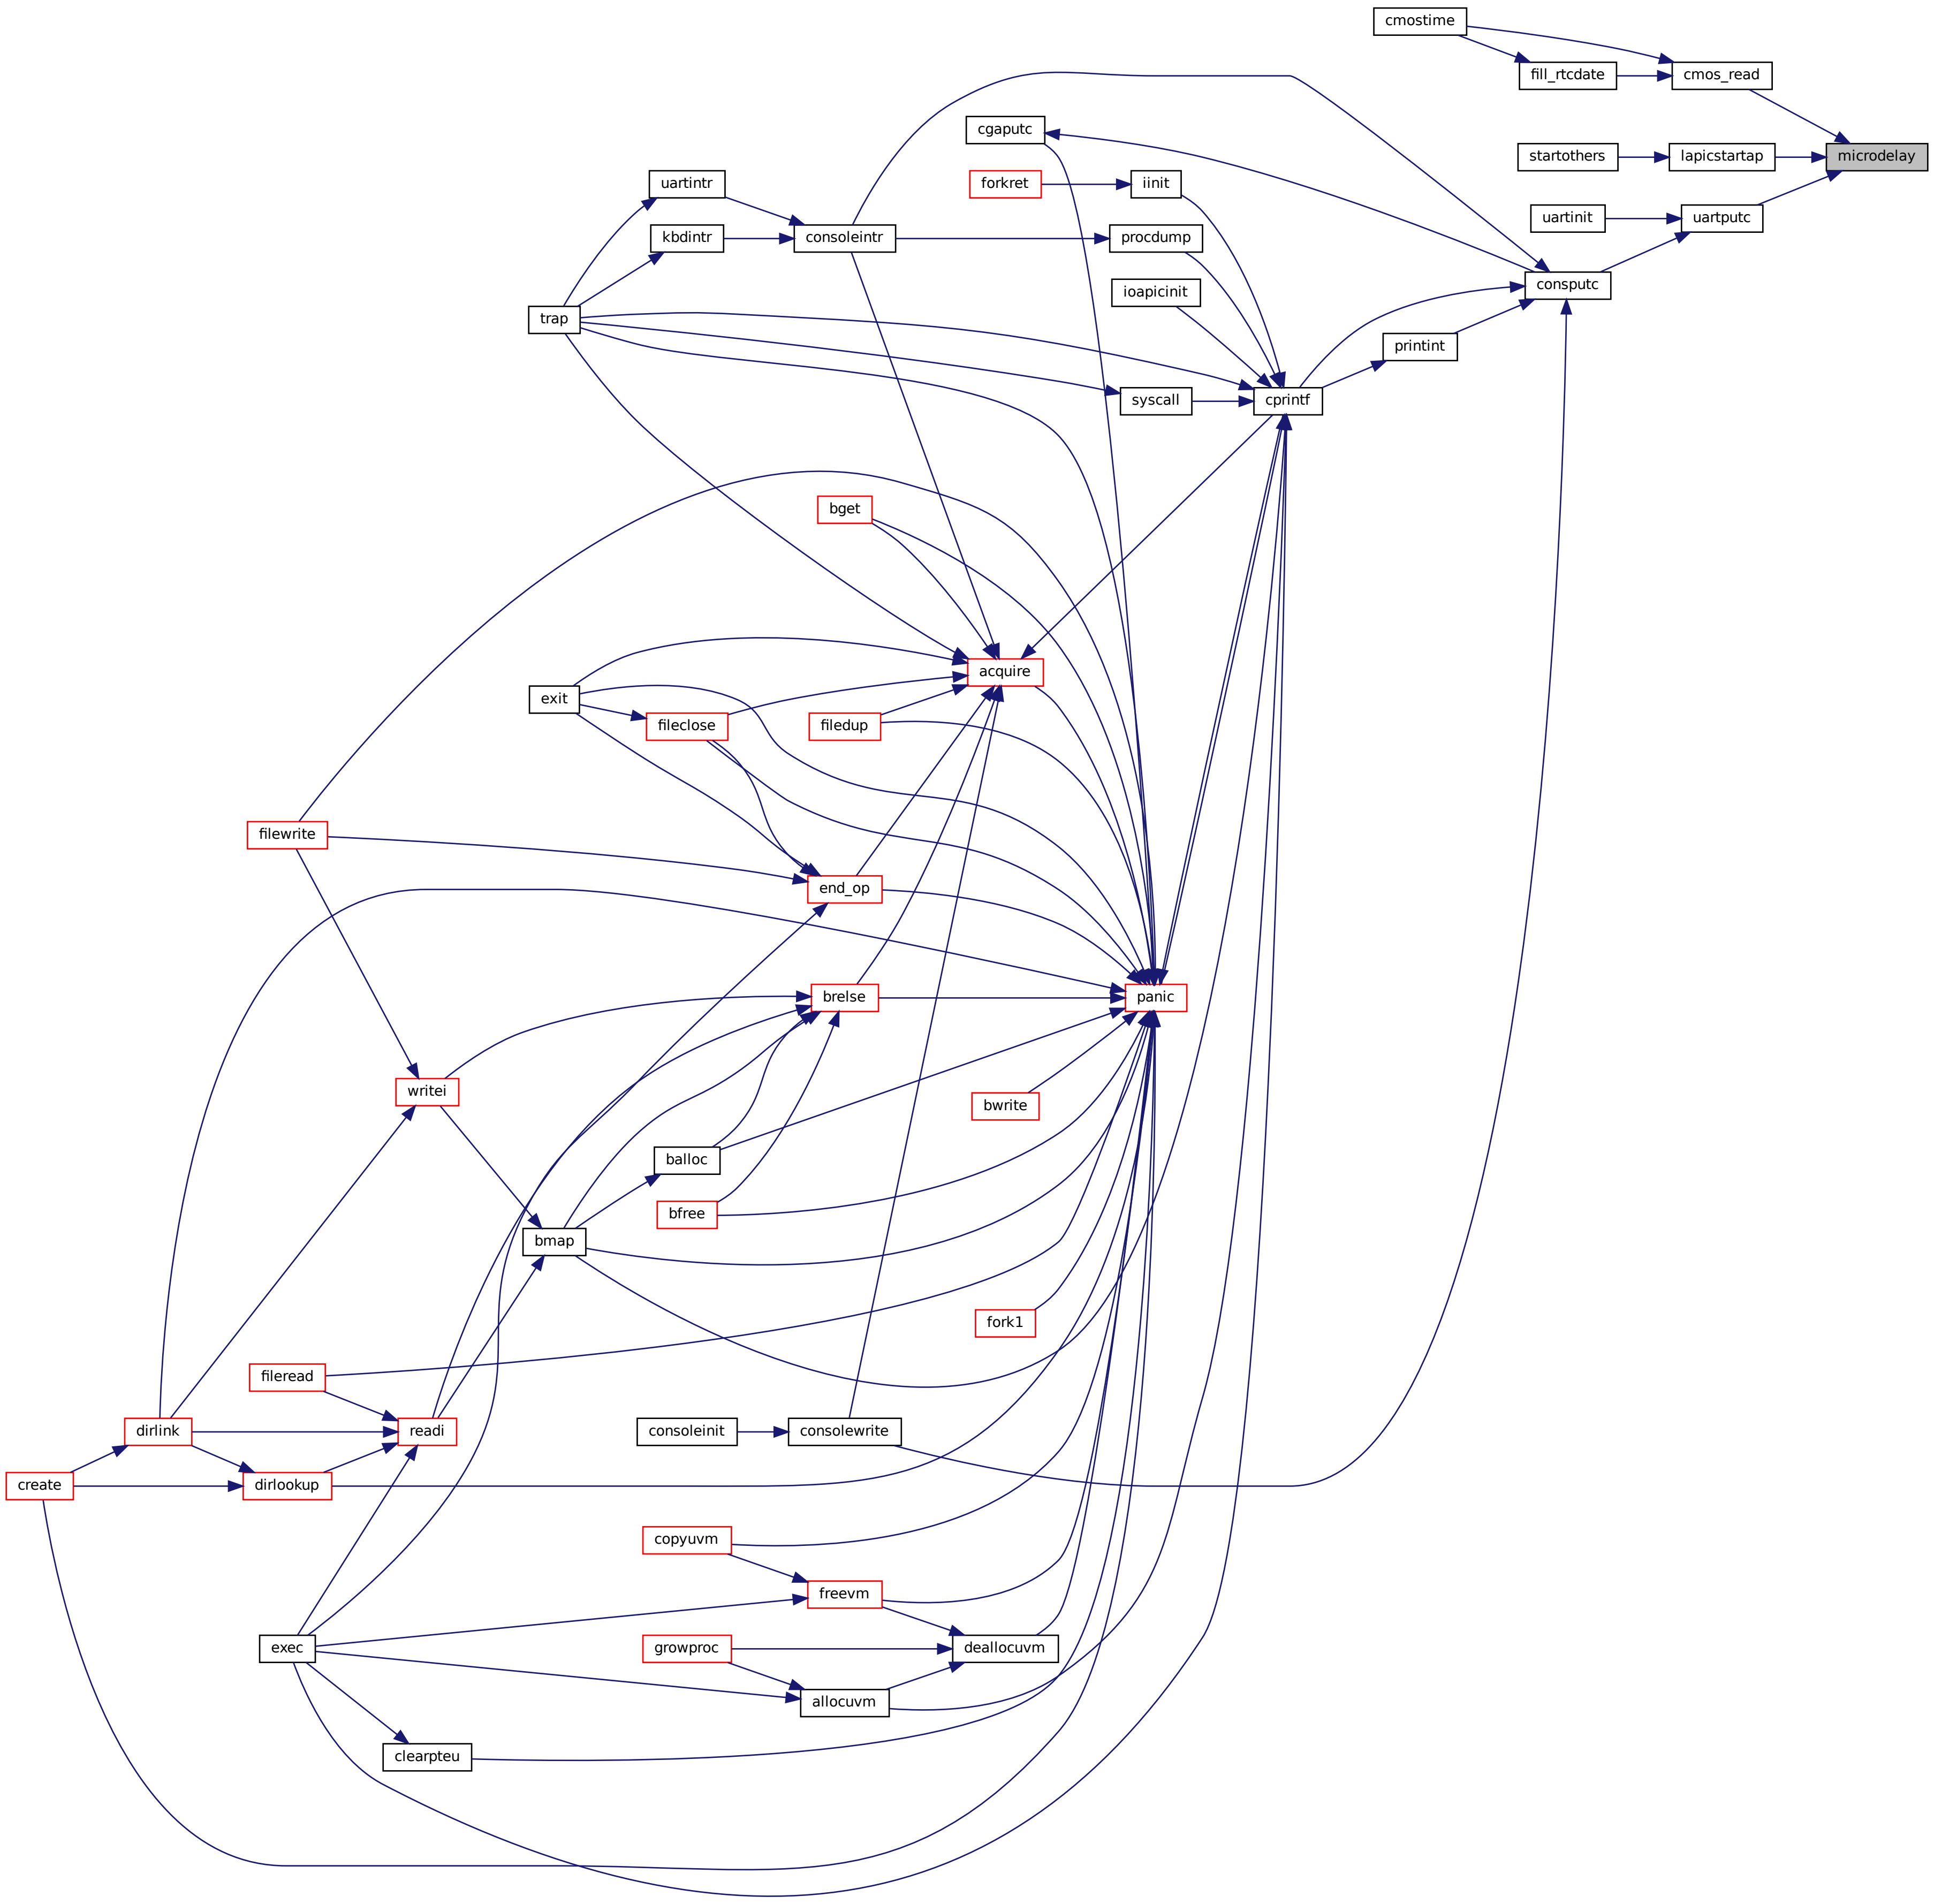 cmostime
fill_rtcdate
cmos_read
cgaputc
startothers
lapicstartap
microdelay
uartintr
forkret
iinit
uartinit
uartputc
kbdintr
consoleintr
procdump
ioapicinit
consputc
trap
printint
syscall
cprintf
bget
acquire
exit
fileclose
filedup
filewrite
end_op
brelse
panic
writei
bwrite
balloc
bfree
bmap
fork1
fileread
dirlink
readi
consoleinit
consolewrite
create
dirlookup
copyuvm
freevm
exec
growproc
deallocuvm
allocuvm
clearpteu